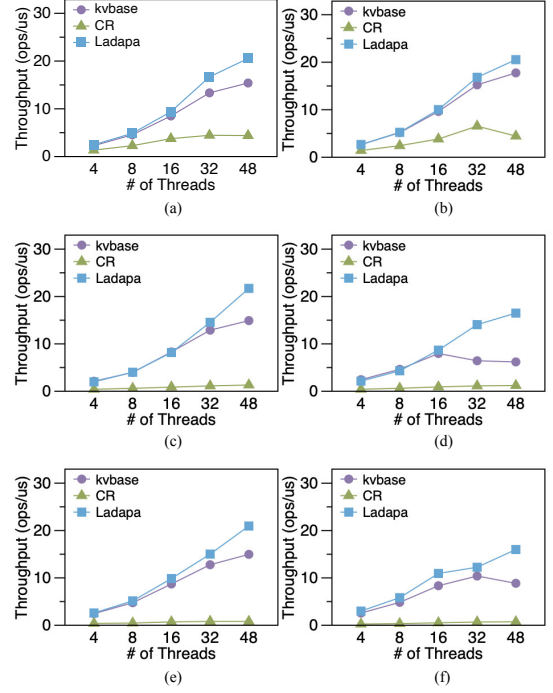 Throughput (ops/us)
30
20
10
0
kvbase
CR
Ladapa
4 8 16 32 48
# of Threads
(a)
Throughput (ops/us)
30
20
10
0
kvbase
CR
Ladapa
4 8 16 32 48
# of Threads
(b)
Throughput (ops/us)
30
20
10
0
kvbase
CR
Ladapa
4 8 16 32 48
# of Threads
(c)
Throughput (ops/us)
30
20
10
0
kvbase
CR
Ladapa
4 8 16 32 48
# of Threads
(d)
Throughput (ops/us)
30
20
10
0
kvbase
CR
Ladapa
4 8 16 32 48
# of Threads
(e)
Throughput (ops/us)
30
20
10
0
kvbase
CR
Ladapa
4 8 16 32 48
# of Threads
(f)